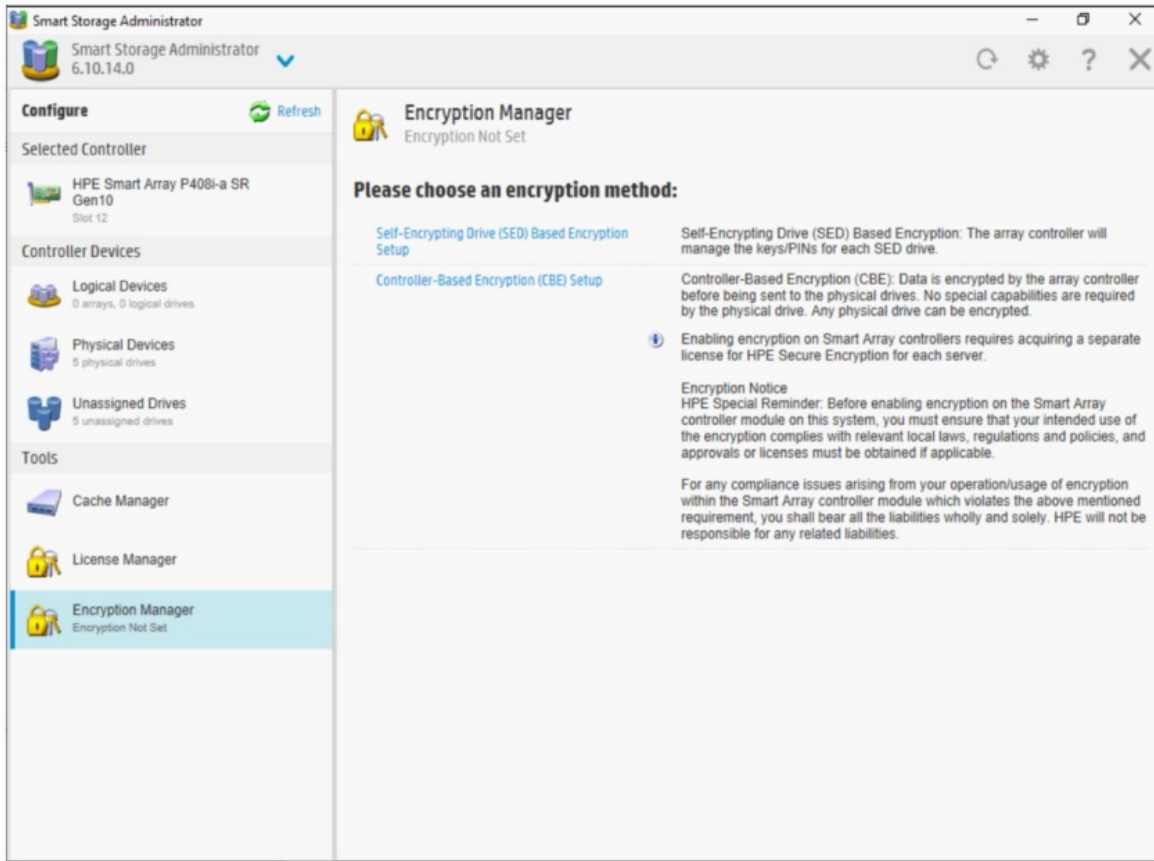 Smart Storage Administrator
Smart Storage Administrator
6.10.14.0
Configure
Refresh
Selected Controller
HPE Smart Array P408i-a SR
Gen10
Slot 12
Controller Devices
Logical Devices
0 arrays, 0 logical drives
Physical Devices
5 physical drives
Unassigned Drives
5 unassigned drives
Tools
Cache Manager
License Manager
Encryption Manager
Encryption Not Set
Encryption Manager
Encryption Not Set
Please choose an encryption method:
Self-Encrypting Drive (SED) Based Encryption
Setup
Self-Encrypting Drive (SED) Based Encryption: The array controller will
manage the keys/PINs for each SED drive.
Controller-Based Encryption (CBE) Setup
Controller-Based Encryption (CBE): Data is encrypted by the array controller
before being sent to the physical drives. No special capabilities are required
by the physical drive. Any physical drive can be encrypted.
Enabling encryption on Smart Array controllers requires acquiring a separate
license for HPE Secure Encryption for each server.
Encryption Notice
HPE Special Reminder: Before enabling encryption on the Smart Array
controller module on this system, you must ensure that your intended use of
the encryption complies with relevant local laws, regulations and policies, and
approvals or licenses must be obtained if applicable.
For any compliance issues arising from your operation/usage of encryption
within the Smart Array controller module which violates the above mentioned
requirement, you shall bear all the liabilities wholly and solely. HPE will not be
responsible for any related liabilities.